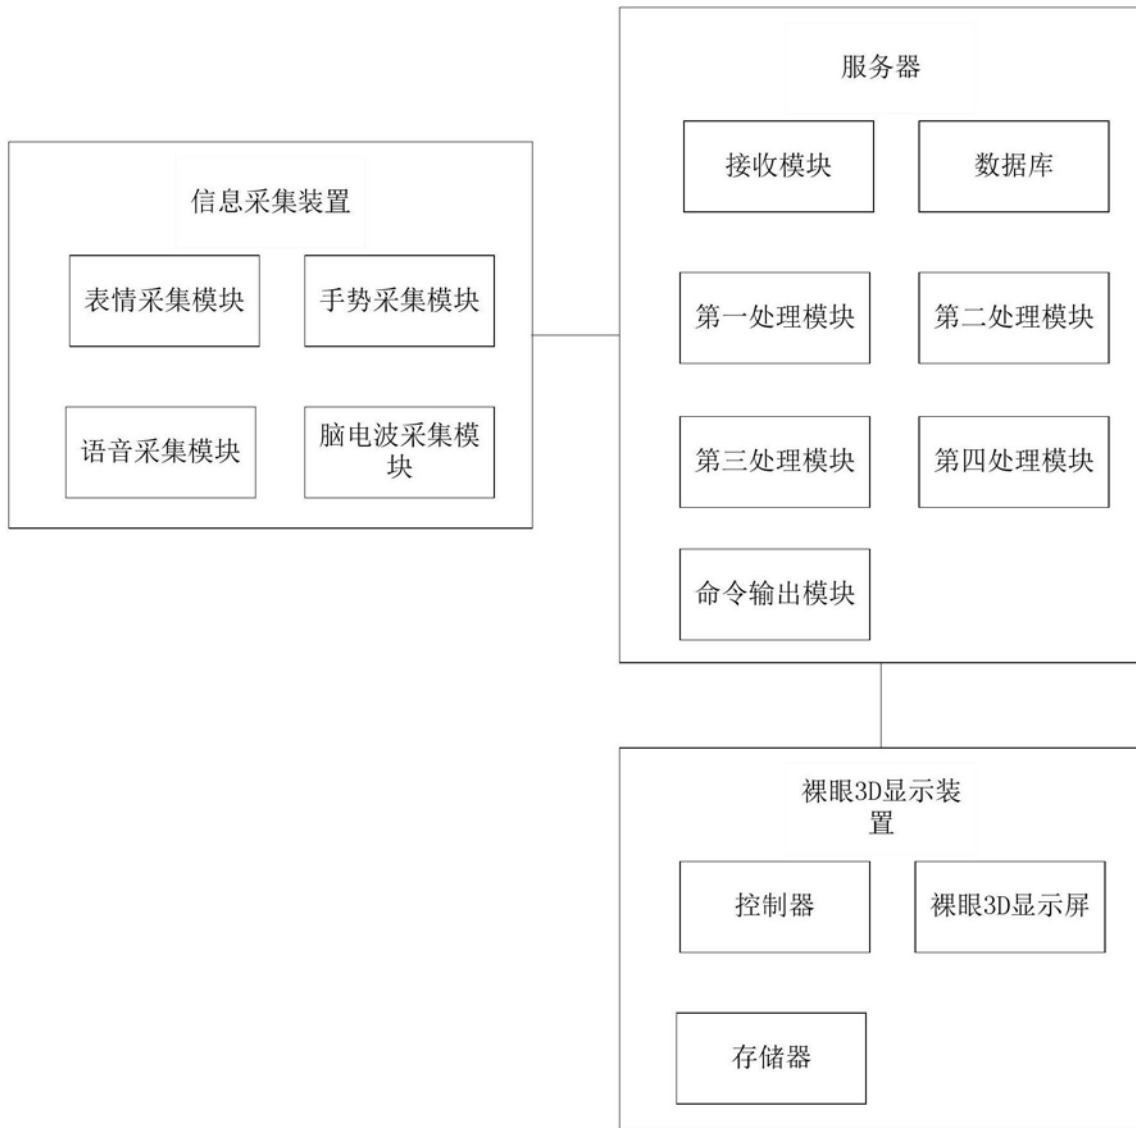 服务器
接收模块
数据库
信息采集装置
表情采集模块
手势采集模块
第一处理模块
第二处理模块
语音采集模块
脑电波采集模
块
第三处理模块
第四处理模块
命令输出模块
裸眼3D显示装
置
控制器
裸眼3D显示屏
存储器